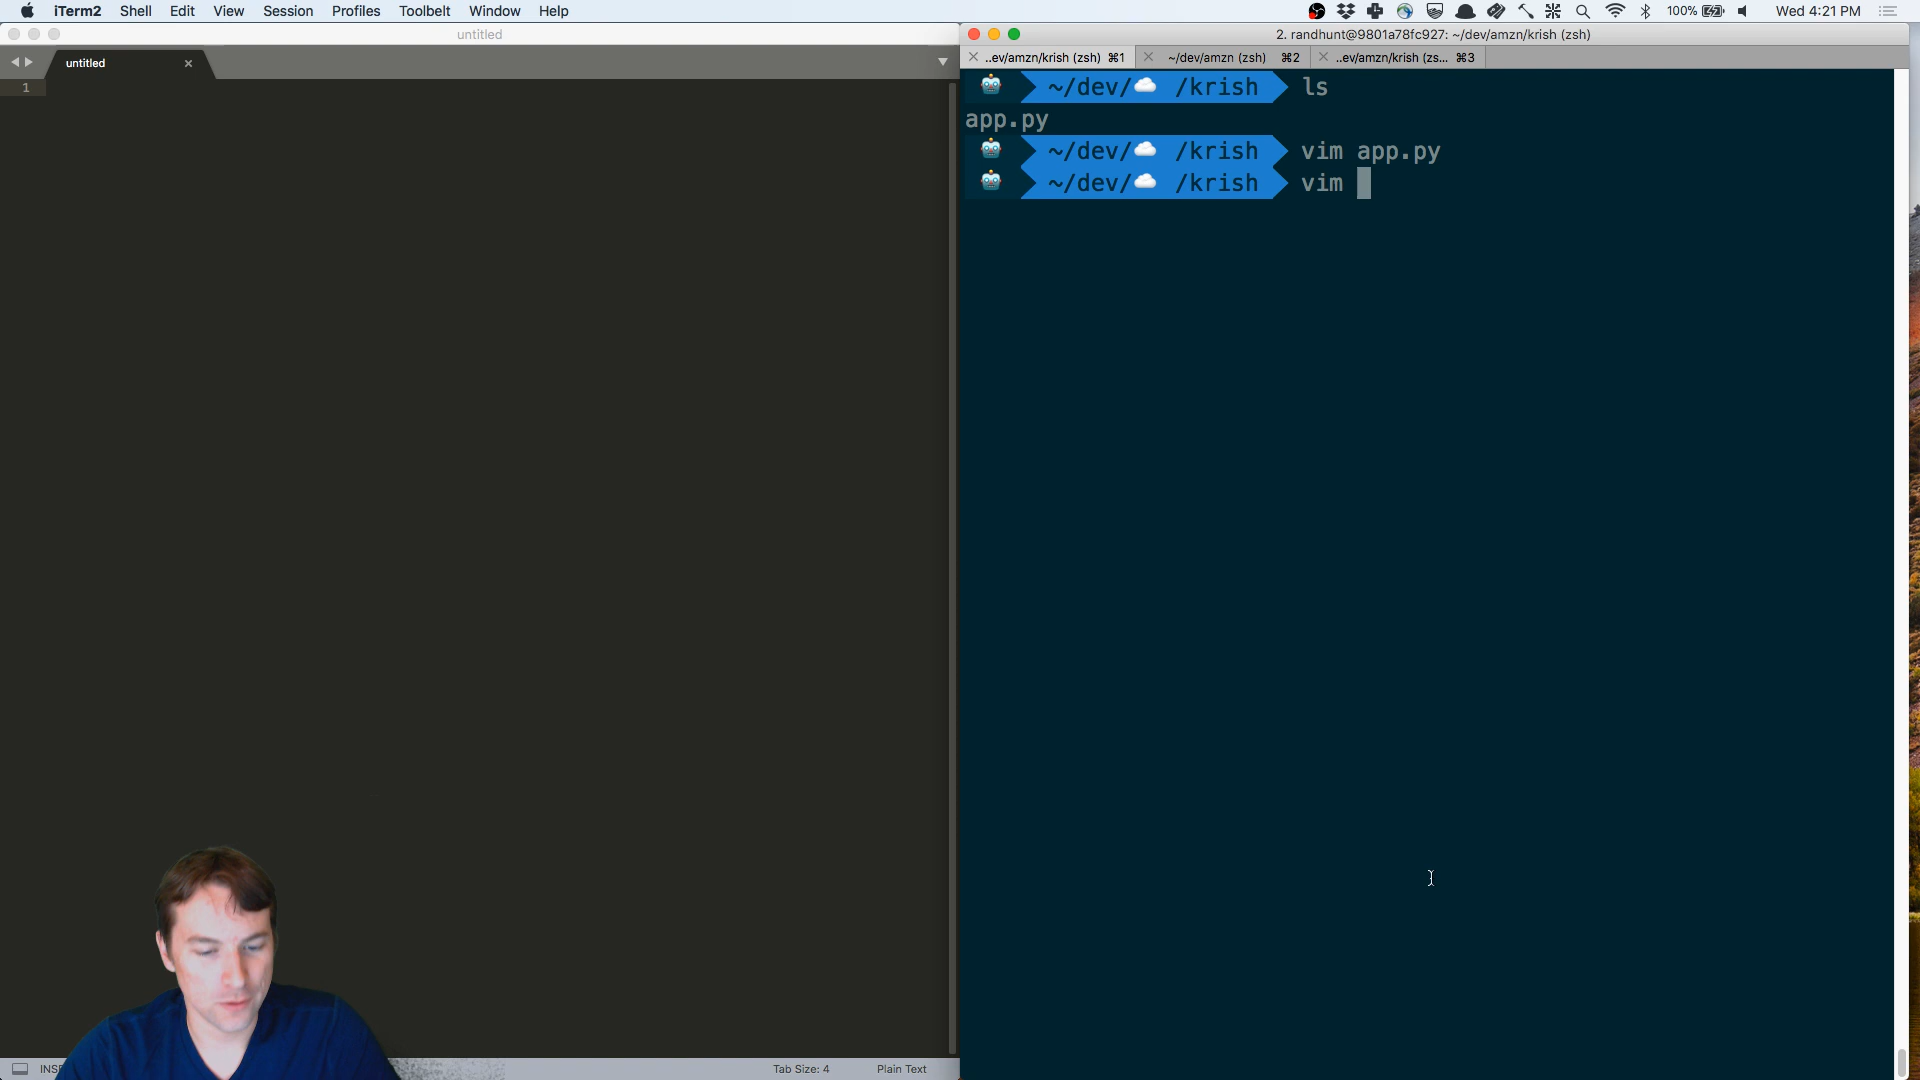 iTerm2 Shell Edit View Session Profiles Toolbelt Window Help
100% Wed 4:21 PM
untitled
2. randhunt@9801a78fc927: ~/dev/amzn/krish (zsh)
untitled
..ev/amzn/krish (zsh) ⌘1
~/dev/amzn (zsh) ⌘2
..ev/amzn/krish (zs... ⌘3
1
~/dev/☁️ /krish ls
app.py
~/dev/☁️ /krish vim app.py
~/dev/☁️ /krish vim
Tab Size: 4 Plain Text